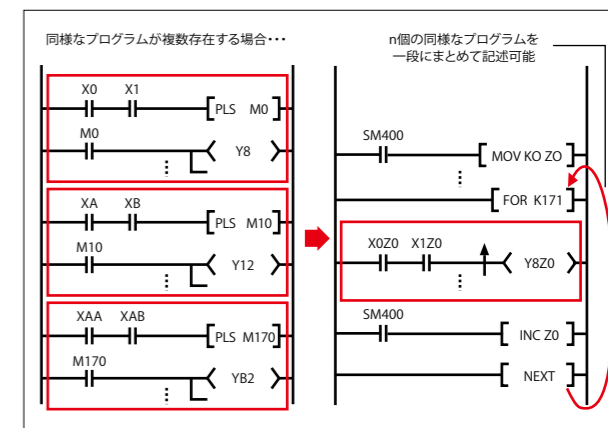 同様なプログラムが複数存在する場合･･･
X0 X1
PLS M0
M0
Y8
XA XB
PLS M10
M10
Y12
XAA XAB
PLS M170
M170
YB2
n個の同様なプログラムを
一段にまとめて記述可能
SM400
MOV KO ZO
FOR K171
X0Z0 X1Z0
Y8Z0
SM400
INC Z0
NEXT